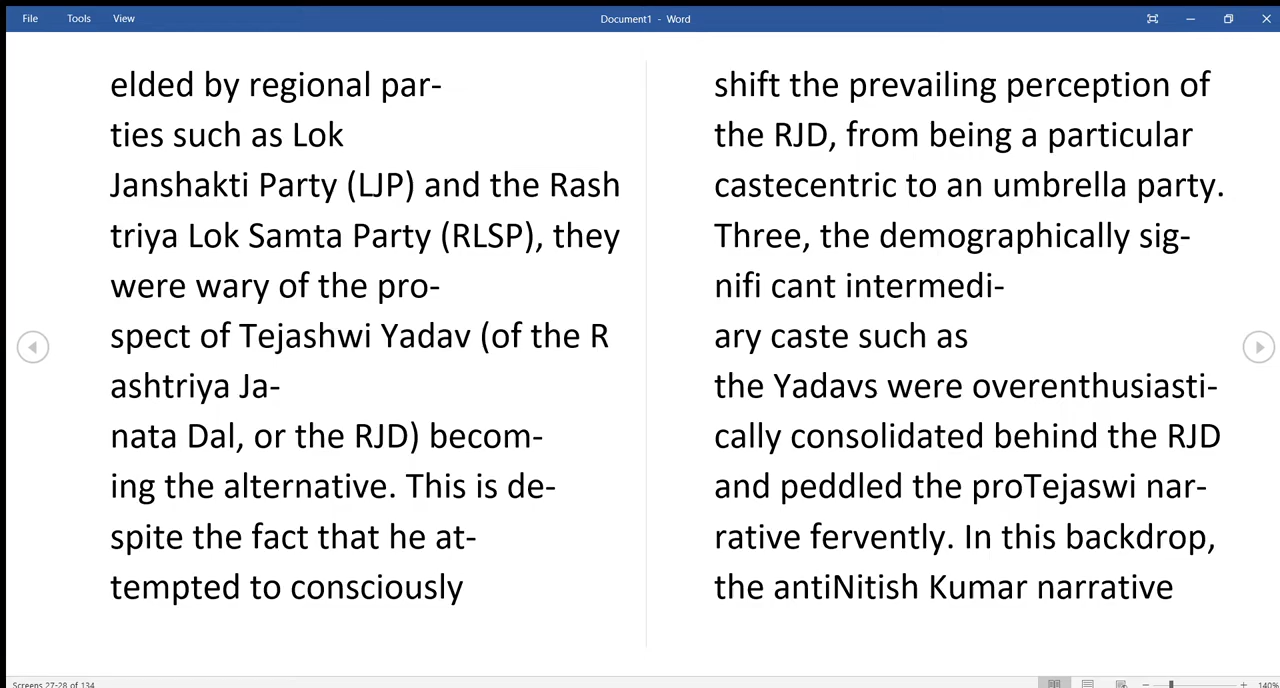 File Tools View Document1 - Word
elded by regional par-
ties such as Lok
Janshakti Party (LJP) and the Rash
triya Lok Samta Party (RLSP), they
were wary of the pro-
spect of Tejashwi Yadav (of the R
ashtriya Ja-
nata Dal, or the RJD) becom-
ing the alternative. This is de-
spite the fact that he at-
tempted to consciously
shift the prevailing perception of
the RJD, from being a particular
castecentric to an umbrella party.
Three, the demographically sig-
nifi cant intermedi-
ary caste such as
the Yadavs were overenthusiasti-
cally consolidated behind the RJD
and peddled the proTejaswi nar-
rative fervently. In this backdrop,
the antiNitish Kumar narrative
Screens 27-28 of 134 140%